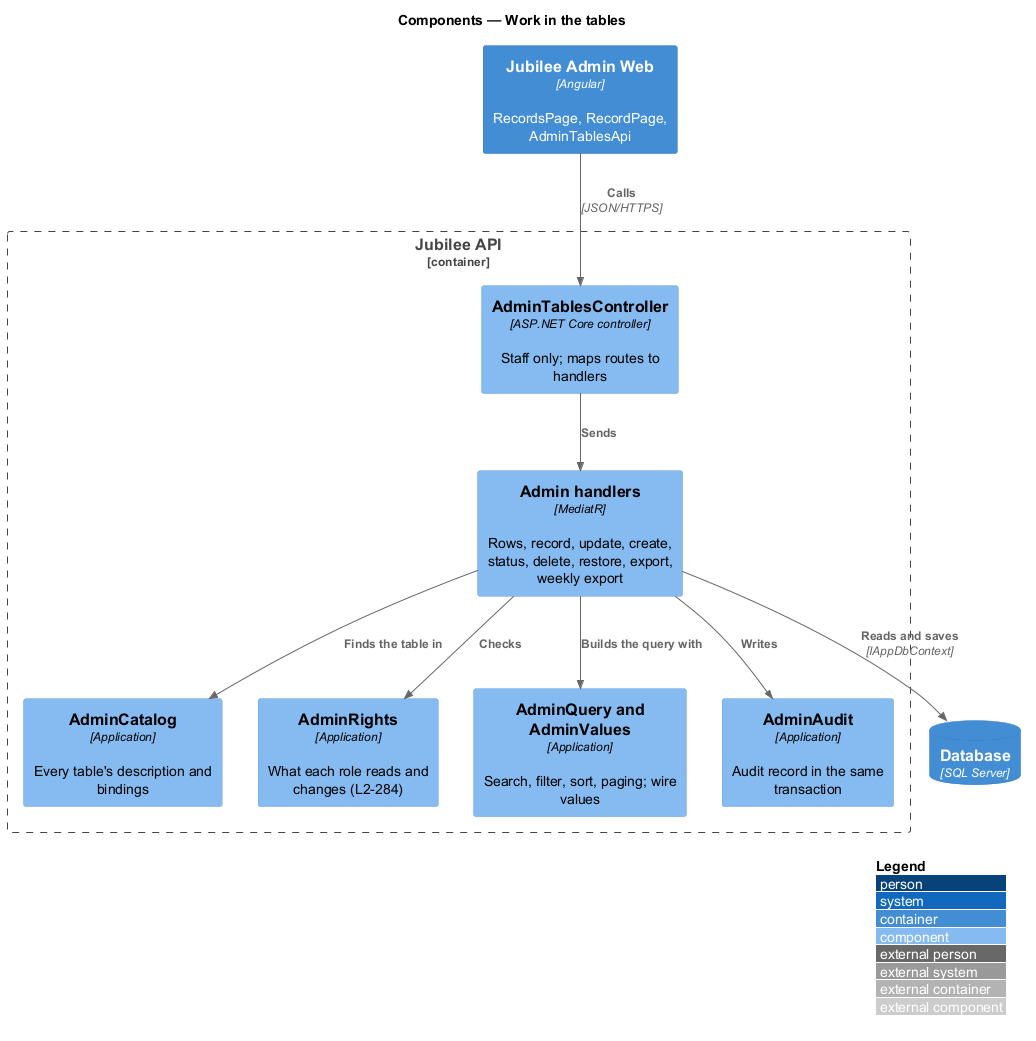 Components — Work in the tables
Jubilee Admin Web
[Angular]
RecordsPage, RecordPage,
AdminTablesApi
Calls
[JSON/HTTPS]
Jubilee API
[container]
AdminTablesController
[ASP.NET Core controller]
Staff only; maps routes to
handlers
Sends
Admin handlers
[MediatR]
Rows, record, update, create,
status, delete, restore, export,
weekly export
Finds the table in
Checks
Builds the query with
Writes
Reads and saves
[IAppDbContext]
AdminCatalog
[Application]
Every table's description and
bindings
AdminRights
[Application]
What each role reads and
changes (L2-284)
AdminQuery and
AdminValues
[Application]
Search, filter, sort, paging; wire
values
AdminAudit
[Application]
Audit record in the same
transaction
Database
[SQL Server]
Legend
person
system
container
component
external person
external system
external container
external component